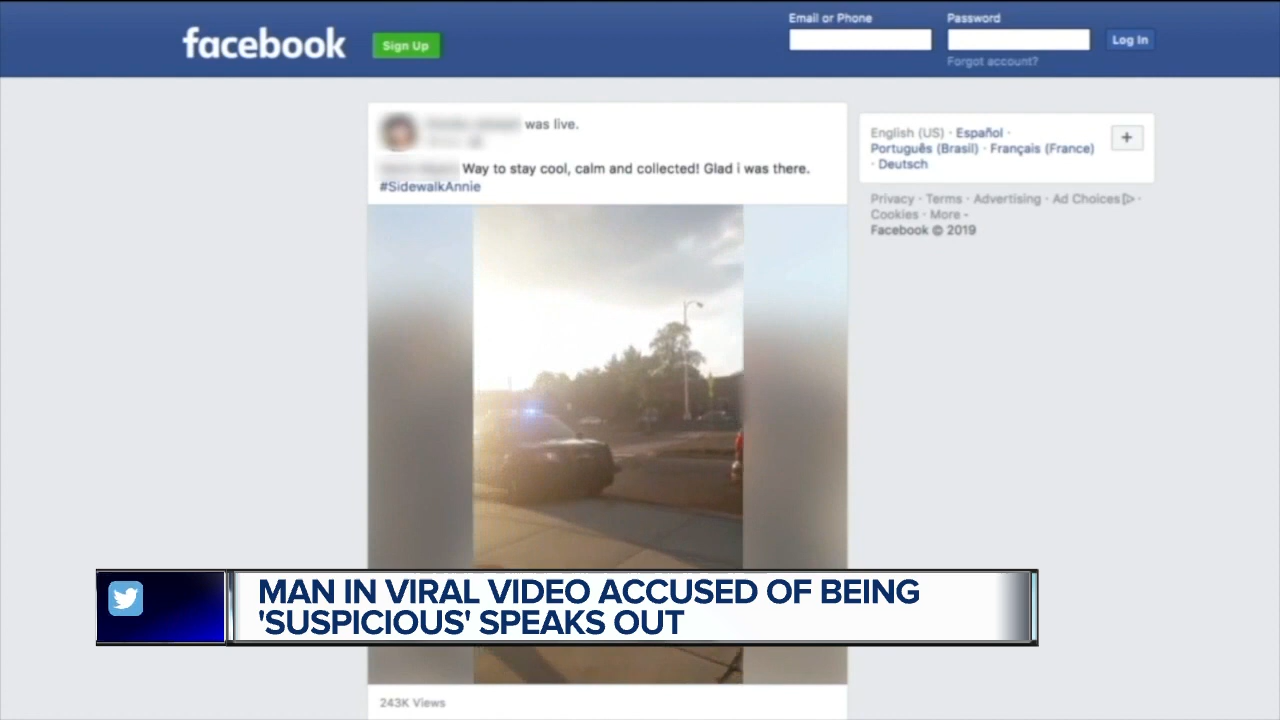 facebook
Sign Up
Email or Phone
Password
Log In
Forgot account?
was live.
Way to stay cool, calm and collected! Glad i was there.
#SidewalkAnnie
English (US) · Español ·
Português (Brasil) · Français (France)
· Deutsch
+
Privacy · Terms · Advertising · Ad Choices ·
Cookies · More
Facebook © 2019
MAN IN VIRAL VIDEO ACCUSED OF BEING
'SUSPICIOUS' SPEAKS OUT
243K Views